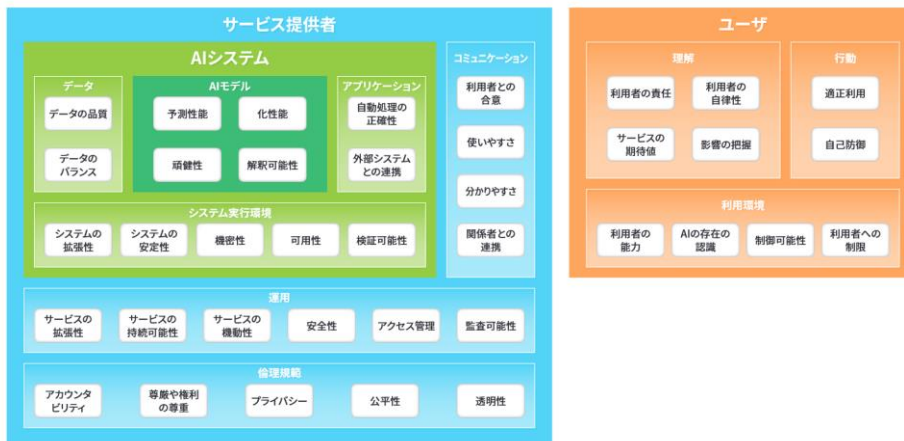 サービス提供者
AIシステム
データ
データの品質
データの
バランス
AIモデル
予測性能
化性能
頑健性
解釈可能性
アプリケーション
自動処理の
正確性
外部システム
との連携
システム実行環境
システムの
拡張性
システムの
安定性
機密性
可用性
検証可能性
コミュニケーション
利用者との
合意
使いやすさ
分かりやすさ
関係者との
連携
運用
サービスの
拡張性
サービスの
持続可能性
サービスの
機動性
安全性
アクセス管理
監査可能性
倫理規範
アカウンタ
ビリティ
尊厳や権利
の尊重
プライバシー
公平性
透明性
ユーザ
理解
利用者の責任
利用者の
自律性
サービスの
期待値
影響の把握
行動
適正利用
自己防御
利用環境
利用者の
能力
AIの存在の
認識
制御可能性
利用者への
制限